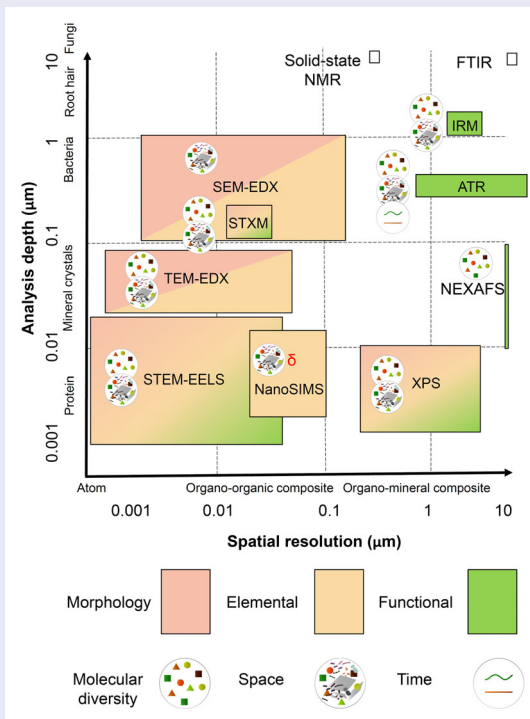 Analysis depth (µm)
Fungi
Root hair
Bacteria
Mineral crystals
Protein
10
1
0.1
0.01
0.001
Solid-state
NMR
FTIR
IRM
ATR
SEM-EDX
STXM
TEM-EDX
NEXAFS
STEM-EELS
δ
NanoSIMS
XPS
Atom
Organo-organic composite
Organo-mineral composite
0.001
0.01
0.1
1
10
Spatial resolution (µm)
Morphology
Elemental
Functional
Molecular
diversity
Space
Time